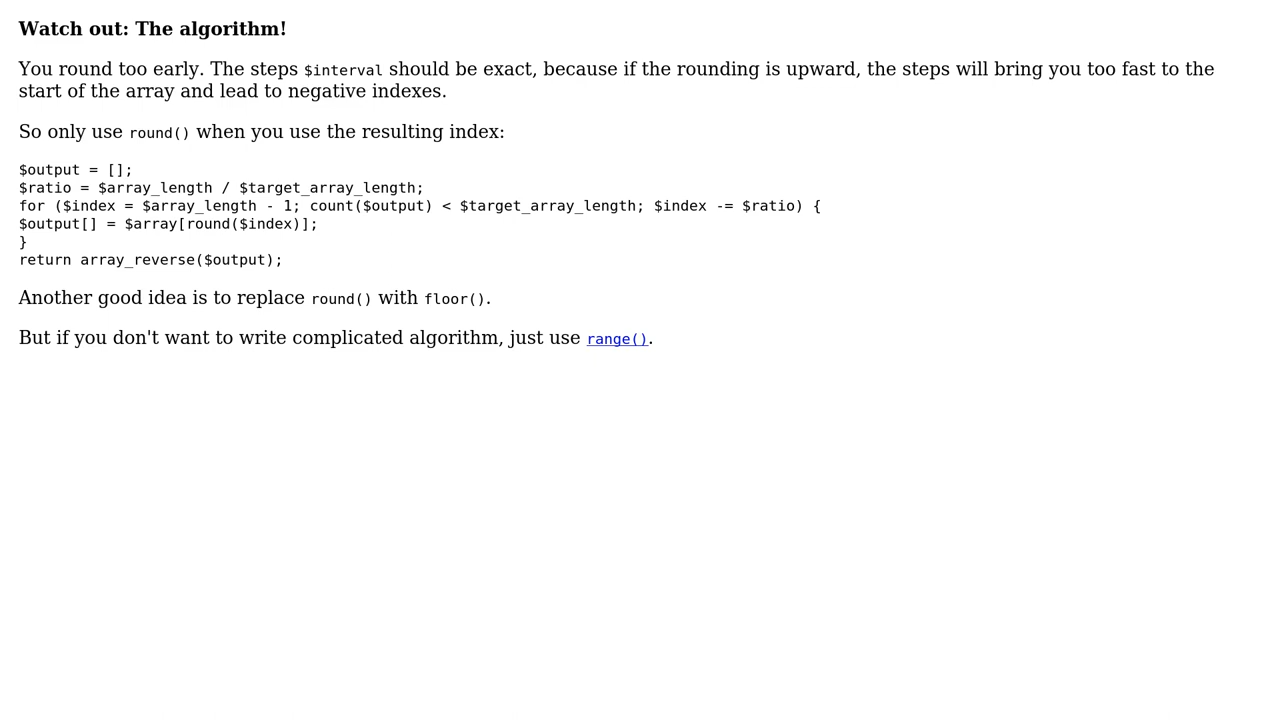 Watch out: The algorithm!
You round too early. The steps $interval should be exact, because if the rounding is upward, the steps will bring you too fast to the
start of the array and lead to negative indexes.
So only use round() when you use the resulting index:
$output = [];
$ratio = $array_length / $target_array_length;
for ($index = $array_length - 1; count($output) < $target_array_length; $index -= $ratio) {
$output[] = $array[round($index)];
}
return array_reverse($output);
Another good idea is to replace round() with floor().
But if you don't want to write complicated algorithm, just use range().